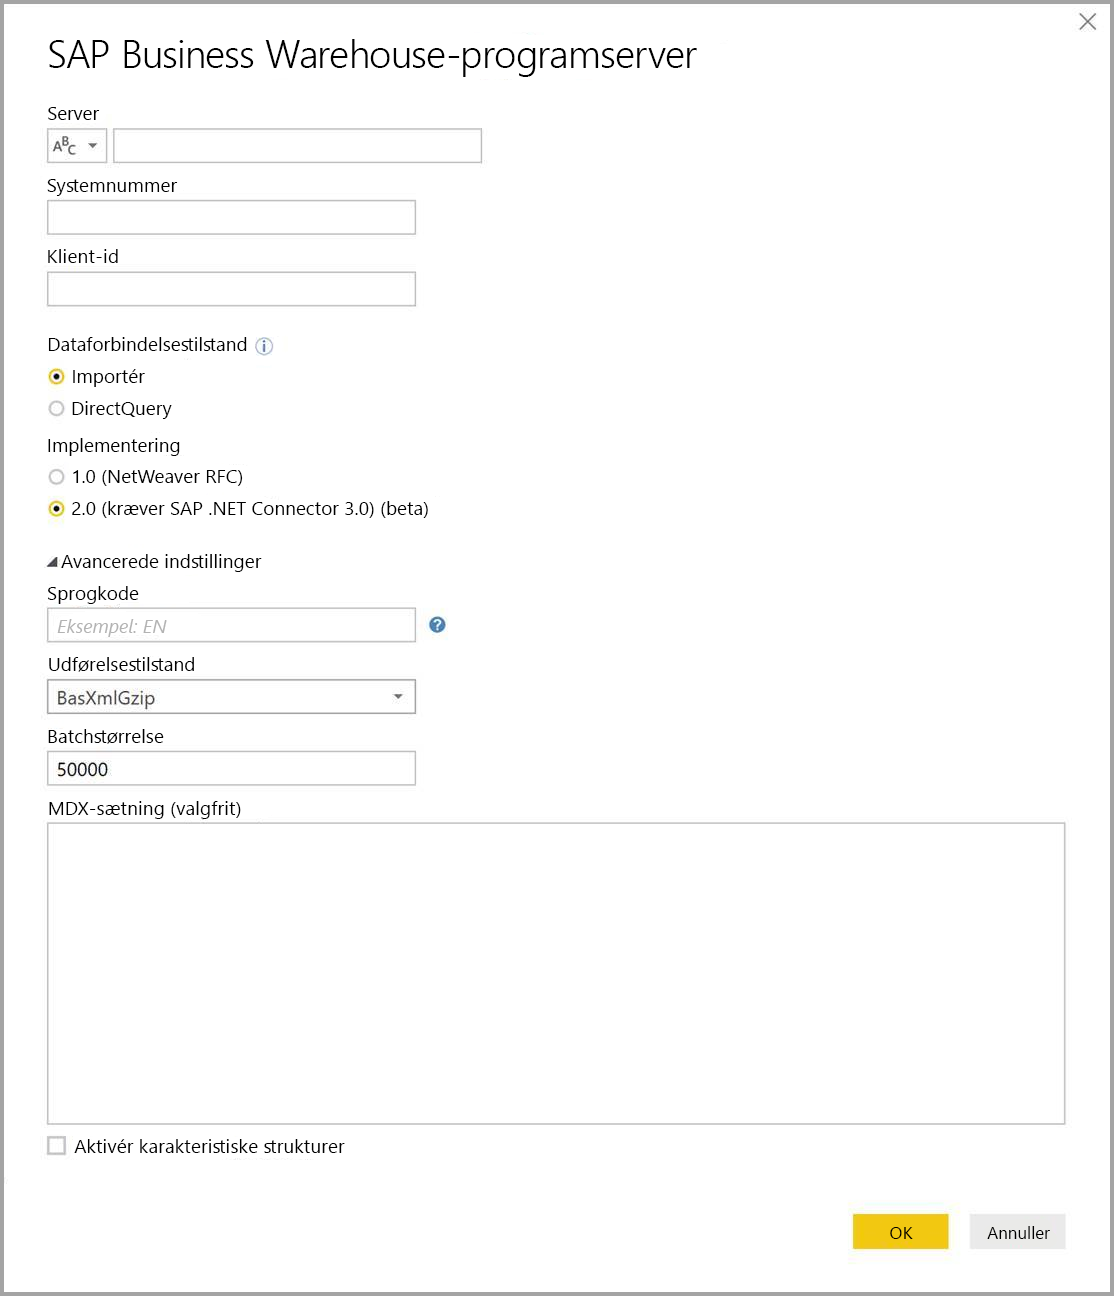 SAP Business Warehouse-programserver
Server
ABC
Systemnummer
Klient-id
Dataforbindelsestilstand
Importér
DirectQuery
Implementering
1.0 (NetWeaver RFC)
2.0 (kræver SAP .NET Connector 3.0) (beta)
Avancerede indstillinger
Sprogkode
Eksempel: EN
Udførelsestilstand
BasXmlGzip
Batchstørrelse
50000
MDX-sætning (valgfrit)
Aktivér karakteristiske strukturer
OK Annuller